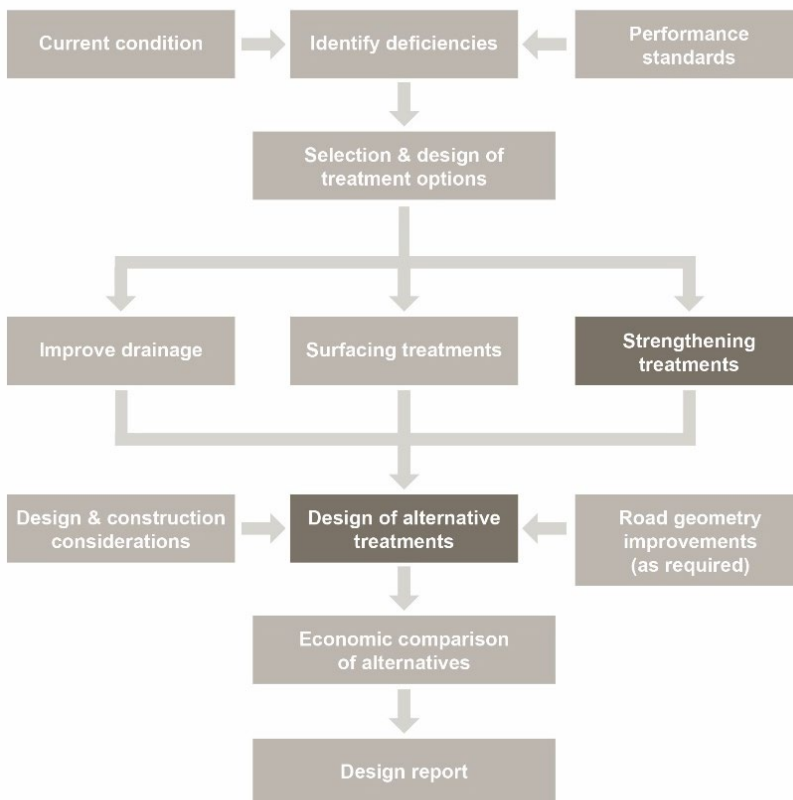 Current condition
Identify deficiencies
Performance
standards
Selection & design of
treatment options
Improve drainage
Surfacing treatments
Strengthening
treatments
Design & construction
considerations
Design of alternative
treatments
Road geometry
improvements
(as required)
Economic comparison
of alternatives
Design report